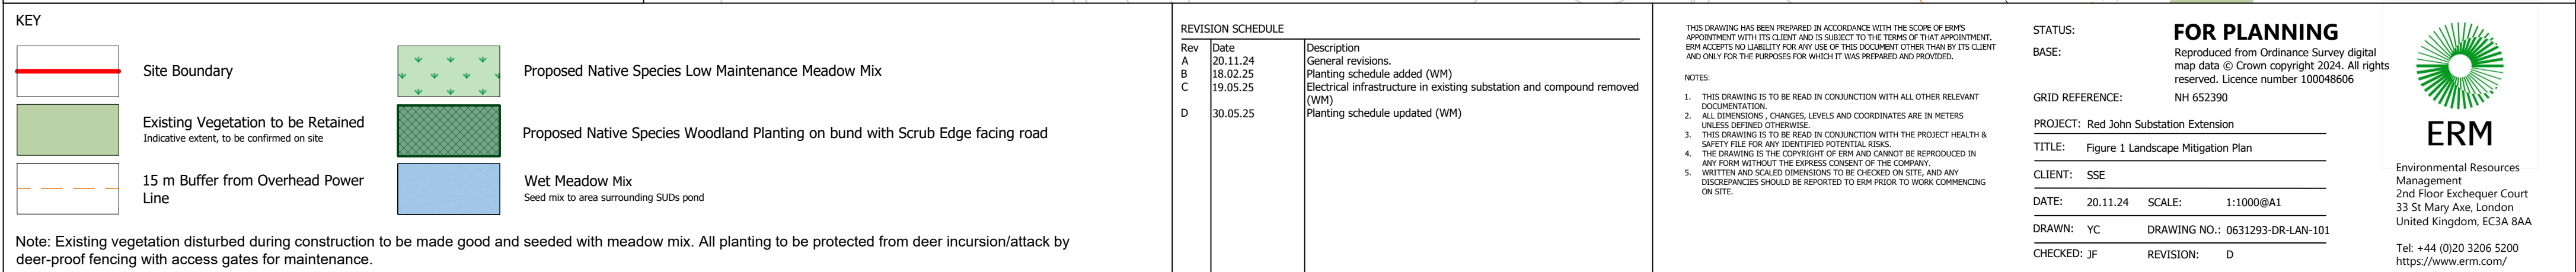 KEY
Site Boundary
Existing Vegetation to be Retained
Indicative extent, to be confirmed on site
15 m Buffer from Overhead Power
Line
Proposed Native Species Low Maintenance Meadow Mix
Proposed Native Species Woodland Planting on bund with Scrub Edge facing road
Wet Meadow Mix
Seed mix to area surrounding SUDs pond
Note: Existing vegetation disturbed during construction to be made good and seeded with meadow mix. All planting to be protected from deer incursion/attack by
deer-proof fencing with access gates for maintenance.
REVISION SCHEDULE
Rev Date Description
A 20.11.24 General revisions.
B 18.02.25 Planting schedule added (WM)
C 19.05.25 Electrical infrastructure in existing substation and compound removed
(WM)
D 30.05.25 Planting schedule updated (WM)
THIS DRAWING HAS BEEN PREPARED IN ACCORDANCE WITH THE SCOPE OF ERM'S
APPOINTMENT WITH ITS CLIENT AND IS SUBJECT TO THE TERMS OF THAT APPOINTMENT.
ERM ACCEPTS NO LIABILITY FOR ANY USE OF THIS DOCUMENT OTHER THAN BY ITS CLIENT
AND ONLY FOR THE PURPOSES FOR WHICH IT WAS PREPARED AND PROVIDED.
NOTES:
1. THIS DRAWING IS TO BE READ IN CONJUNCTION WITH ALL OTHER RELEVANT
DOCUMENTATION.
2. ALL DIMENSIONS , CHANGES, LEVELS AND COORDINATES ARE IN METERS
UNLESS DEFINED OTHERWISE.
3. THIS DRAWING IS TO BE READ IN CONJUNCTION WITH THE PROJECT HEALTH &
SAFETY FILE FOR ANY IDENTIFIED POTENTIAL RISKS.
4. THE DRAWING IS THE COPYRIGHT OF ERM AND CANNOT BE REPRODUCED IN
ANY FORM WITHOUT THE EXPRESS CONSENT OF THE COMPANY.
5. WRITTEN AND SCALED DIMENSIONS TO BE CHECKED ON SITE, AND ANY
DISCREPANCIES SHOULD BE REPORTED TO ERM PRIOR TO WORK COMMENCING
ON SITE.
STATUS: FOR PLANNING
BASE: Reproduced from Ordinance Survey digital
map data © Crown copyright 2024. All rights
reserved. Licence number 100048606
GRID REFERENCE: NH 652390
PROJECT: Red John Substation Extension
TITLE: Figure 1 Landscape Mitigation Plan
CLIENT: SSE
DATE: 20.11.24 SCALE: 1:1000@A1
DRAWN: YC DRAWING NO.: 0631293-DR-LAN-101
CHECKED: JF REVISION: D
ERM
Environmental Resources
Management
2nd Floor Exchequer Court
33 St Mary Axe, London
United Kingdom, EC3A 8AA
Tel: +44 (0)20 3206 5200
https://www.erm.com/